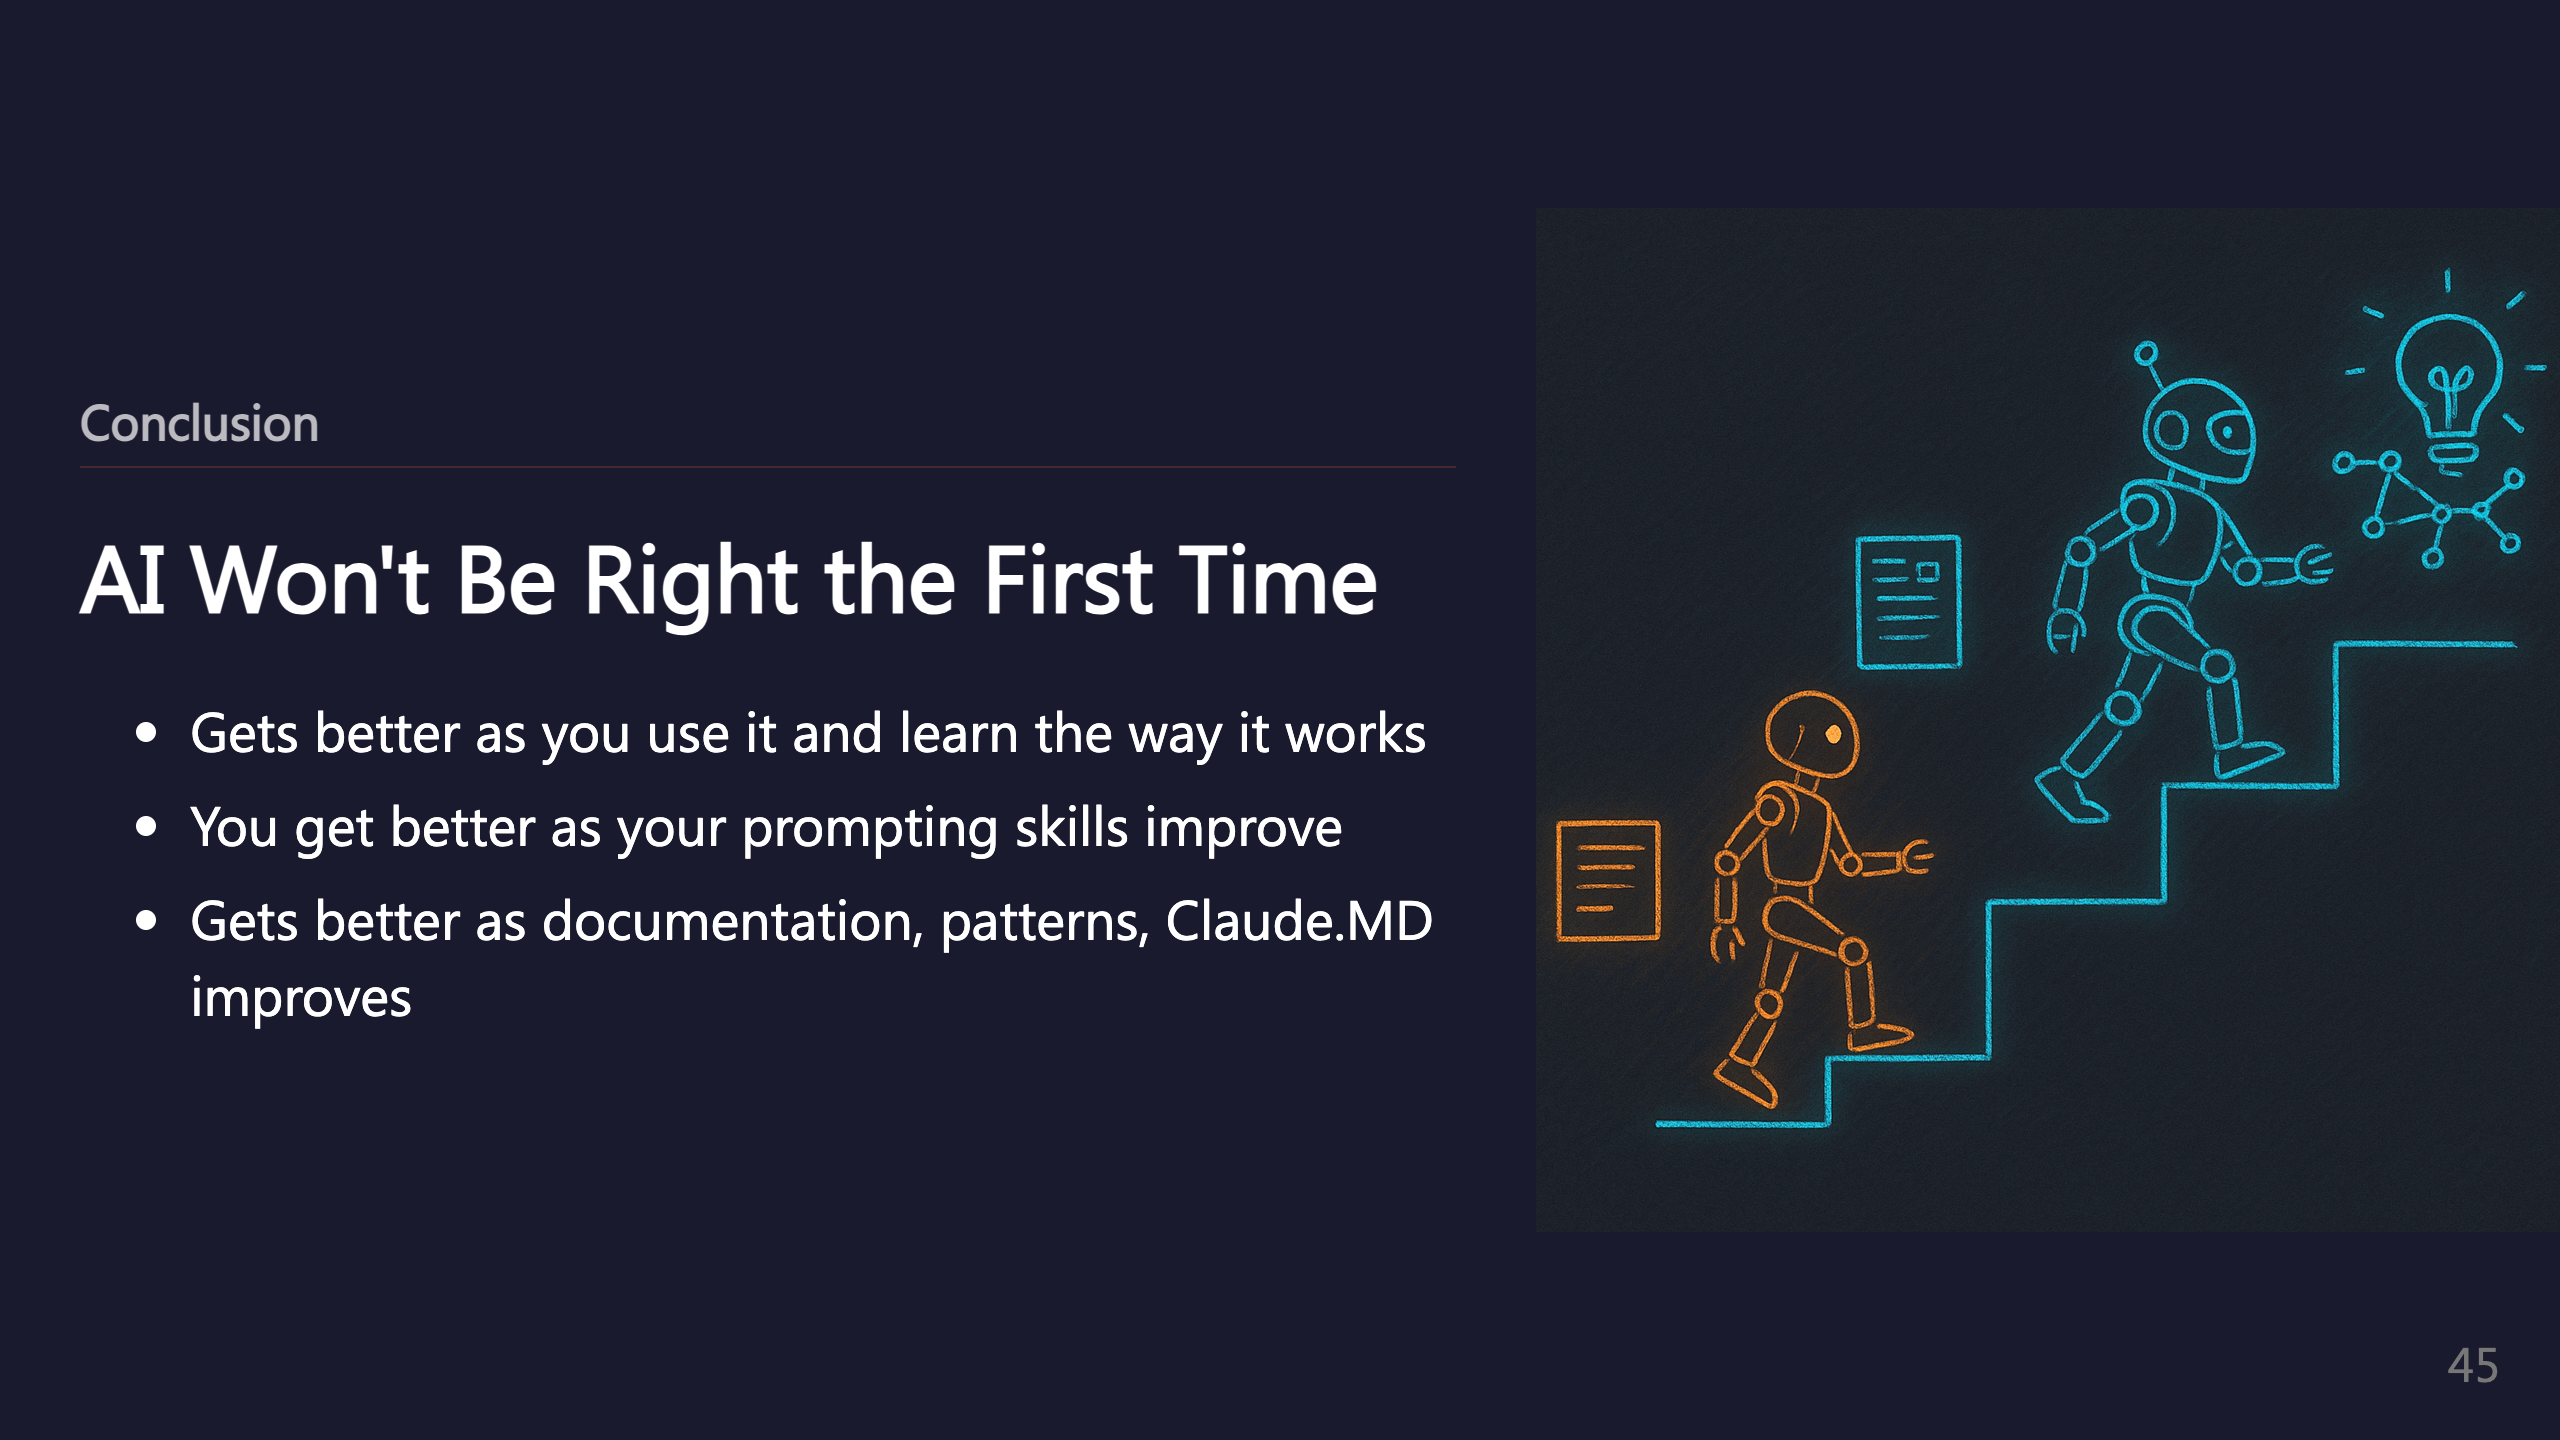 Conclusion
AI Won't Be Right the First Time
• Gets better as you use it and learn the way it works
• You get better as your prompting skills improve
• Gets better as documentation, patterns, Claude.MD
improves
45